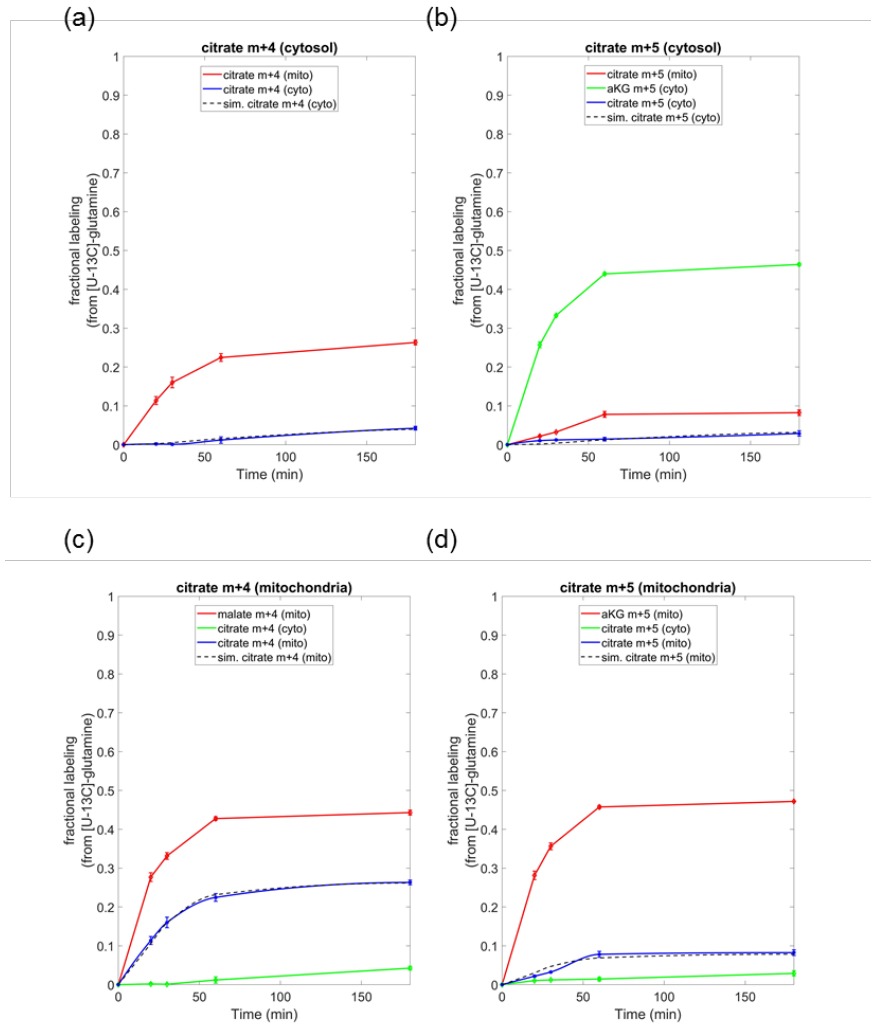 (a)
citrate m+4 (cytosol)
citrate m+4 (mito)
citrate m+4 (cyto)
sim. citrate m+4 (cyto)
fractional labeling
(from [U-13C]-glutamine)
1
0.9
0.8
0.7
0.6
0.5
0.4
0.3
0.2
0.1
0
0
50
100
150
Time (min)
(b)
citrate m+5 (cytosol)
citrate m+5 (mito)
aKG m+5 (cyto)
citrate m+5 (cyto)
sim. citrate m+5 (cyto)
fractional labeling
(from [U-13C]-glutamine)
1
0.9
0.8
0.7
0.6
0.5
0.4
0.3
0.2
0.1
0
0
50
100
150
Time (min)
(c)
citrate m+4 (mitochondria)
malate m+4 (mito)
citrate m+4 (cyto)
citrate m+4 (mito)
sim. citrate m+4 (mito)
fractional labeling
(from [U-13C]-glutamine)
1
0.9
0.8
0.7
0.6
0.5
0.4
0.3
0.2
0.1
0
0
50
100
150
Time (min)
(d)
citrate m+5 (mitochondria)
aKG m+5 (mito)
citrate m+5 (cyto)
citrate m+5 (mito)
sim. citrate m+5 (mito)
fractional labeling
(from [U-13C]-glutamine)
1
0.9
0.8
0.7
0.6
0.5
0.4
0.3
0.2
0.1
0
0
50
100
150
Time (min)